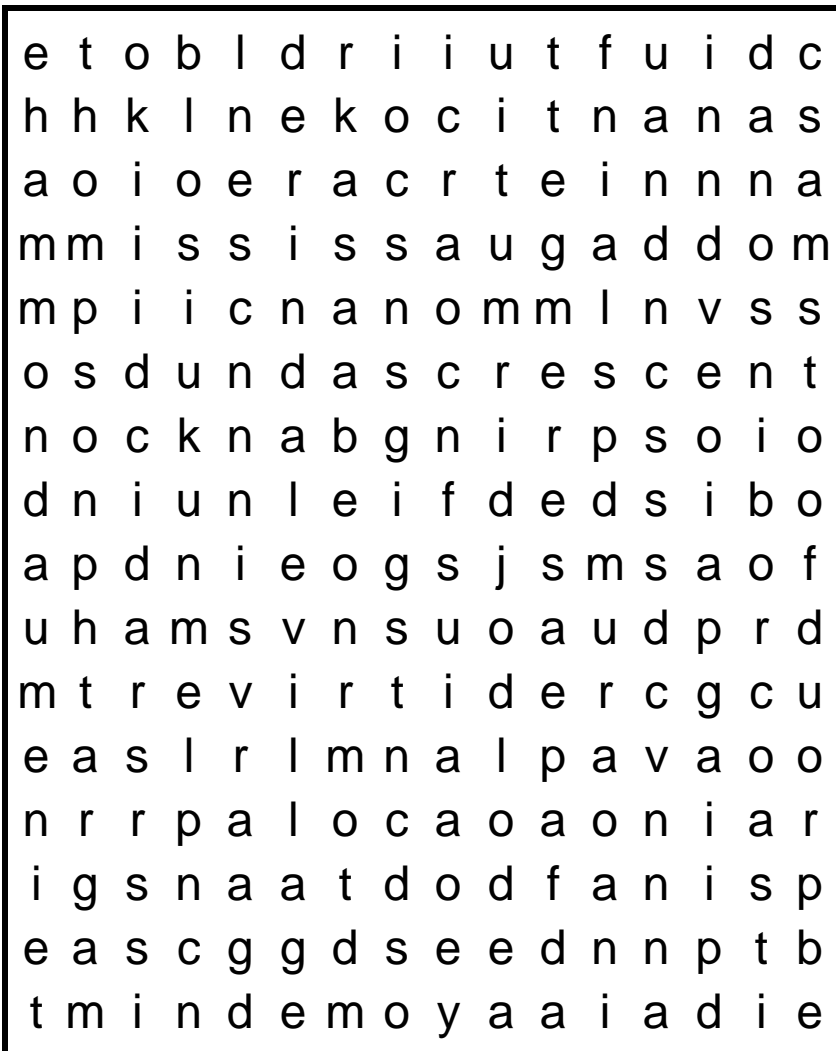 e t o b l d r i i u t f u i d c
h h k l n e k o c i t n a n a s
a o i o e r a c r t e i n n n a
m m i s s i s s a u g a d d o m
m p i i c n a n o m m l n v s s
o s d u n d a s c r e s c e n t
n o c k n a b g n i r p s o i o
d n i u n l e i f d e d s i b o
a p d n i e o g s j s m s a o f
u h a m s v n s u o a u d p r d
m t r e v i r t i d e r c g c u
e a s l r l m n a l p a v a o o
n r r p a l o c a o a o n i a r
i g s n a a t d o d f a n i s p
e a s c g g d s e e d n n p t b
t m i n d e m o y a a i a d i e